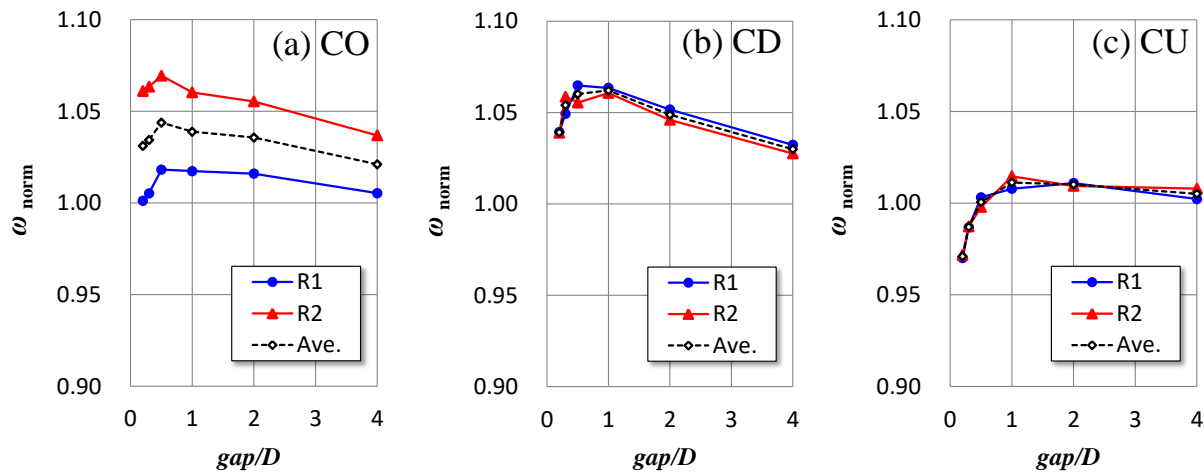 (a) CO
1.10
1.05
1.00
0.95
0.90
ω norm
R1
R2
Ave.
0 1 2 3 4
gap/D
(b) CD
1.10
1.05
1.00
0.95
0.90
ω norm
R1
R2
Ave.
0 1 2 3 4
gap/D
(c) CU
1.10
1.05
1.00
0.95
0.90
ω norm
R1
R2
Ave.
0 1 2 3 4
gap/D